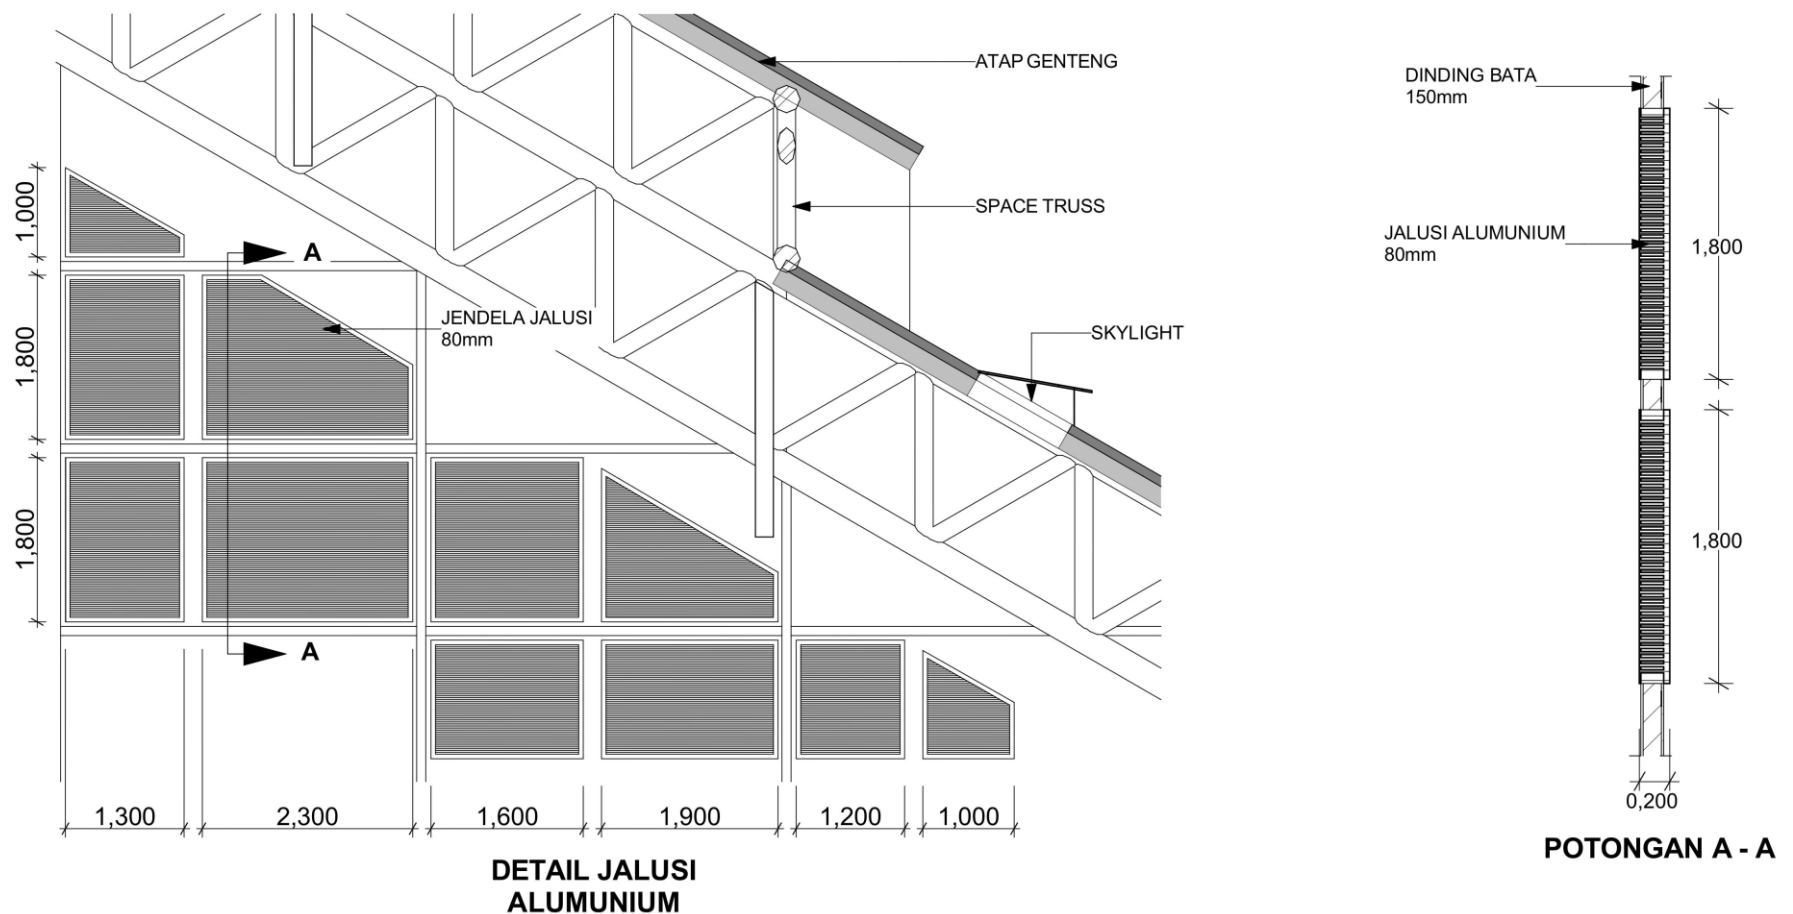 ATAP GENTENG
SPACE TRUSS
SKYLIGHT
1,000
A
JENDELA JALUSI
80mm
1,800
1,800
A
1,300
2,300
1,600
1,900
1,200
1,000
DETAIL JALUSI
ALUMUNIUM
DINDING BATA
150mm
JALUSI ALUMUNIUM
80mm
1,800
1,800
0,200
POTONGAN A - A